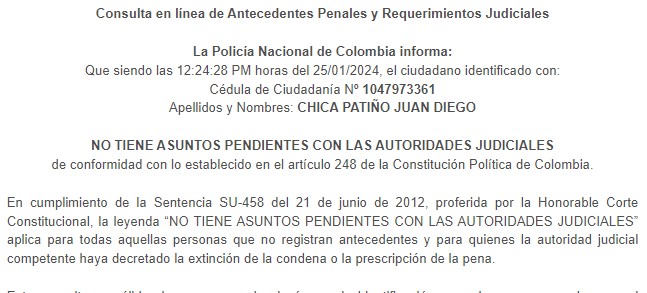 Consulta en línea de Antecedentes Penales y Requerimientos Judiciales
La Policía Nacional de Colombia informa:
Que siendo las 12:24:28 PM horas del 25/01/2024, el ciudadano identificado con:
Cédula de Ciudadanía Nº 1047973361
Apellidos y Nombres: CHICA PATIÑO JUAN DIEGO
NO TIENE ASUNTOS PENDIENTES CON LAS AUTORIDADES JUDICIALES
de conformidad con lo establecido en el artículo 248 de la Constitución Política de Colombia.
En cumplimiento de la Sentencia SU-458 del 21 de junio de 2012, proferida por la Honorable Corte
Constitucional, la leyenda “NO TIENE ASUNTOS PENDIENTES CON LAS AUTORIDADES JUDICIALES”
aplica para todas aquellas personas que no registran antecedentes y para quienes la autoridad judicial
competente haya decretado la extinción de la condena o la prescripción de la pena.